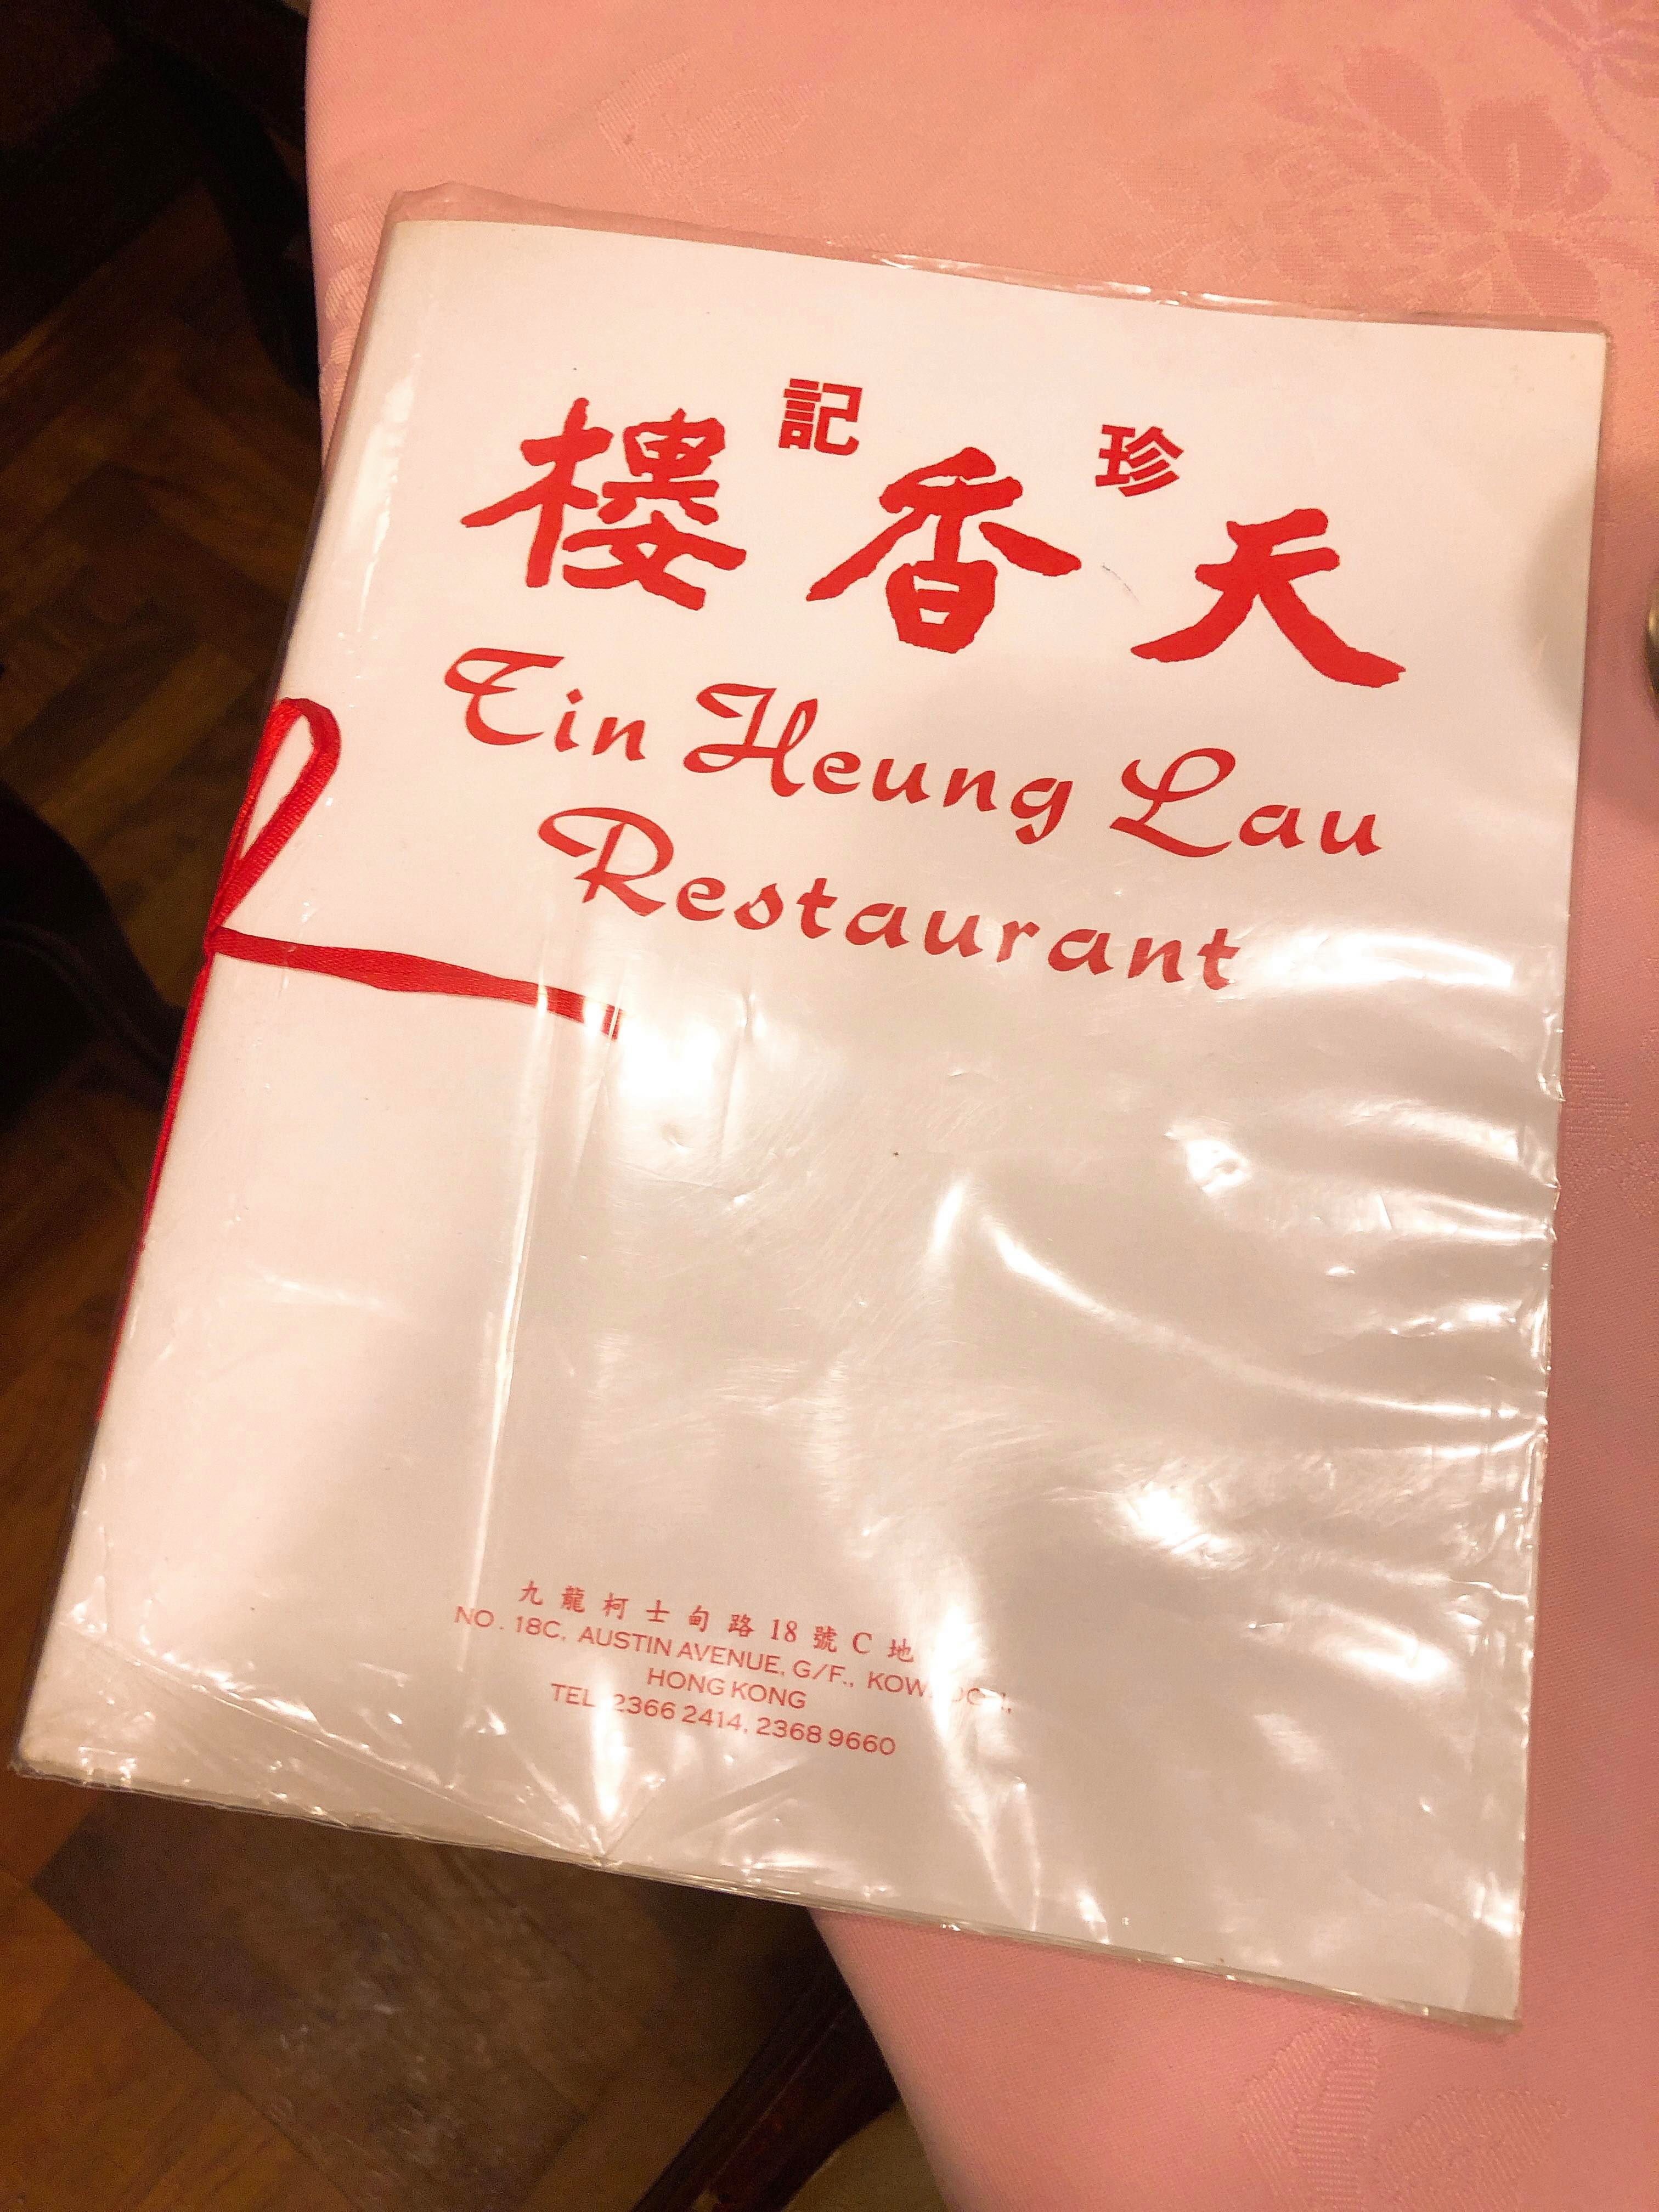 珍記
天香樓
Tin Heung Lau
Restaurant
九龍柯士甸路18號C地
NO. 18C, AUSTIN AVENUE, G/F.,
HONG KONG
TEL 2366 2414, 2368 9660